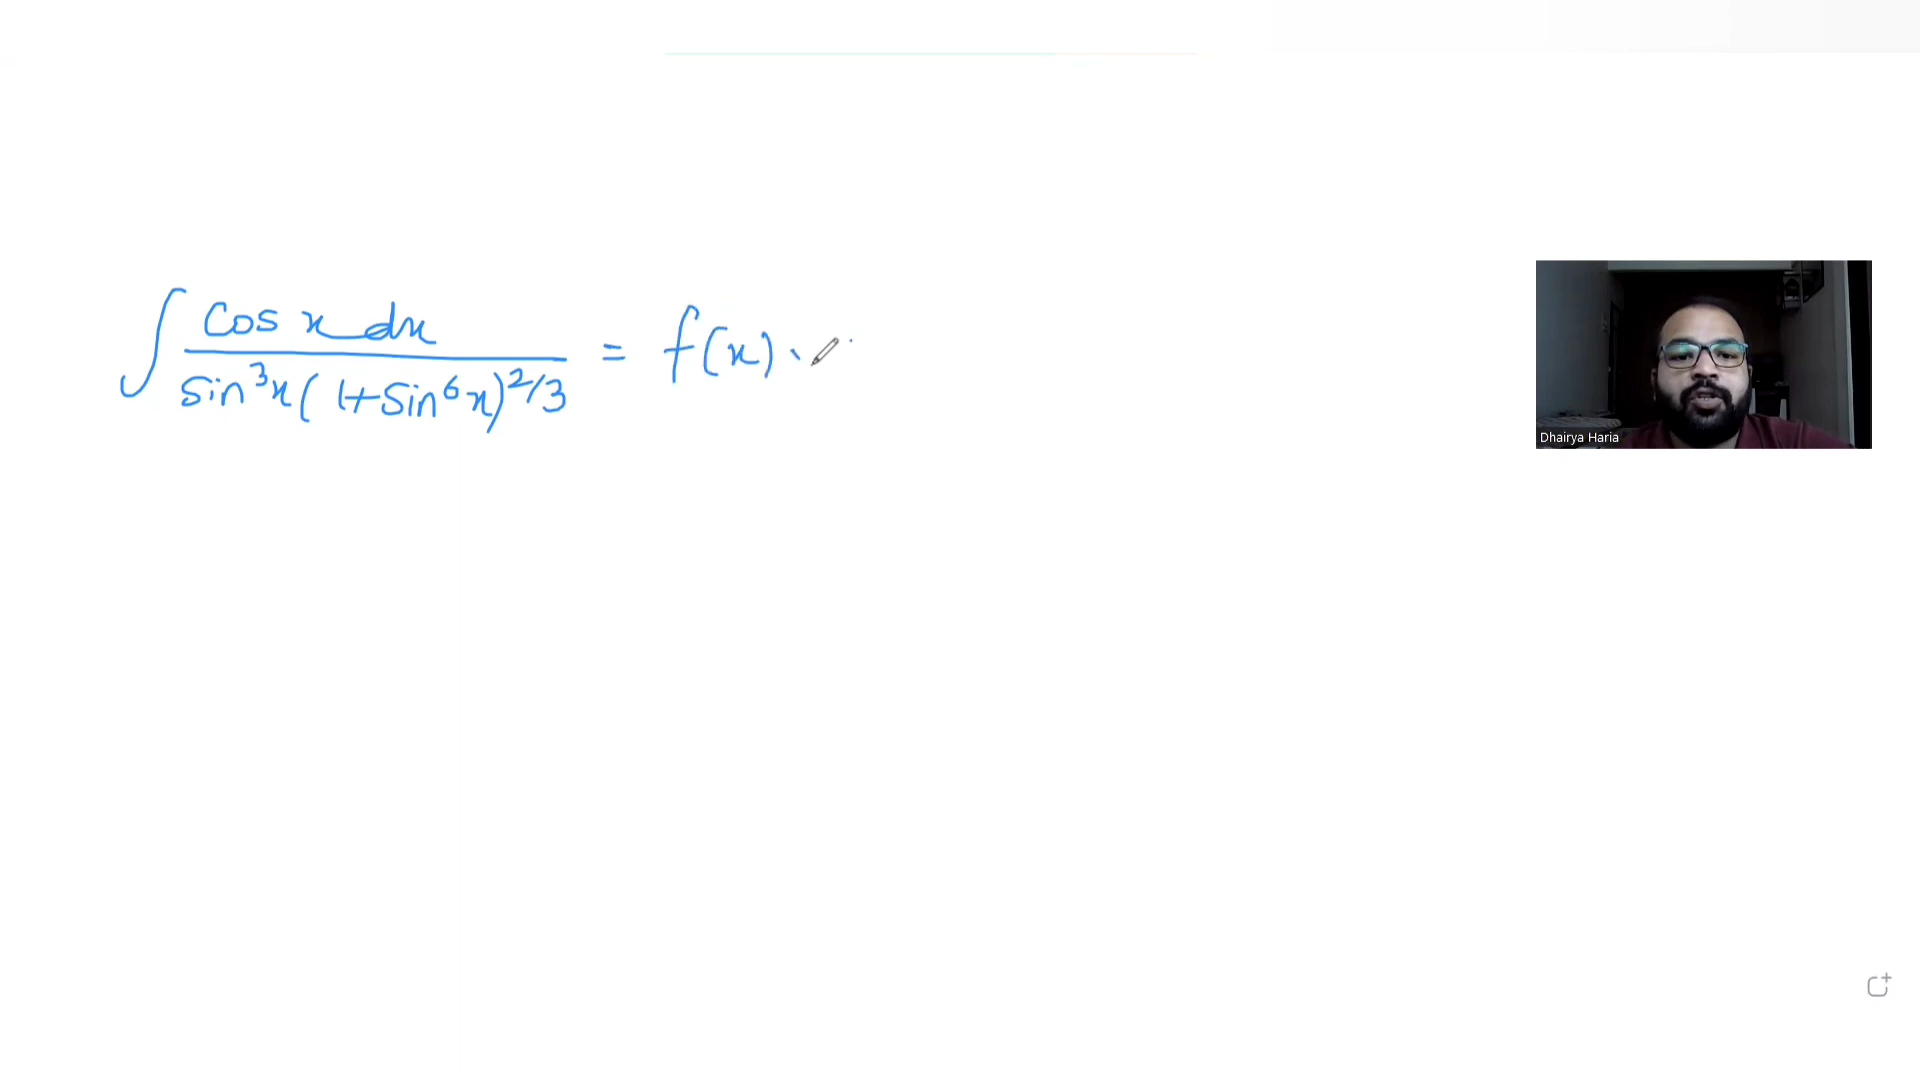 ∫ cos x dx / sin³x(1+sin⁶x)^2/3 = f(x) ·
Dhairya Haria